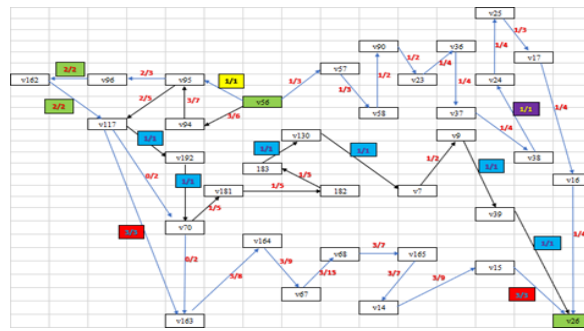 v25
1/3
v90
v36
1/4
v17
1/2
2/2
2/3
v57
1/4
v162
v96
v95
1/1
1/3
1/2
v23
v24
1/4
2/2
2/5
3/7
v56
1/3
v58
v37
1/1
v117
v94
3/6
1/4
1/1
v130
v9
v38
v192
1/1
1/2
0/2
1/1
183
1/3
v16
v181
1/5
182
v7
1/1
1/5
v39
v70
0/2
v164
v68
3/7
v165
1/1
1/4
5/8
3/9
3/13
3/7
v15
v67
3/9
v14
v163
v26